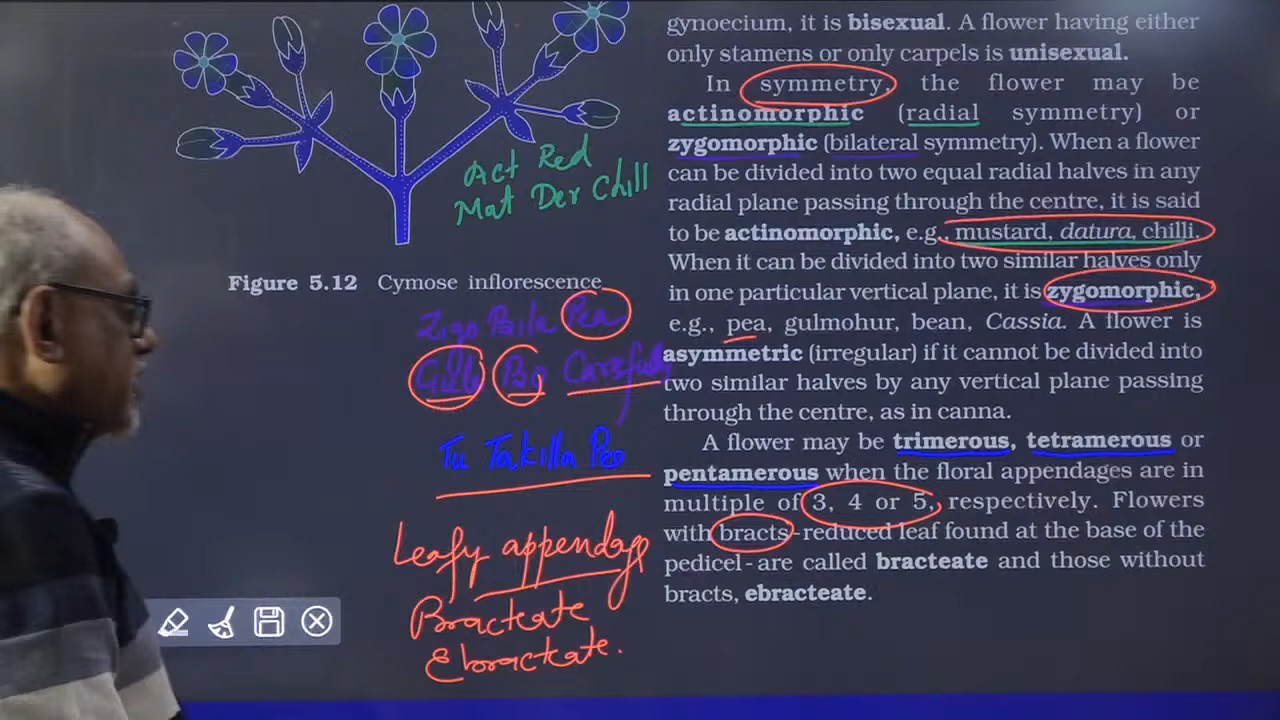 gynoecium, it is bisexual. A flower having either
only stamens or only carpels is unisexual.
In symmetry, the flower may be
actinomorphic (radial symmetry) or
zygomorphic (bilateral symmetry). When a flower
can be divided into two equal radial halves in any
radial plane passing through the centre, it is said
to be actinomorphic, e.g., mustard, datura, chilli.
When it can be divided into two similar halves only
in one particular vertical plane, it is zygomorphic,
e.g., pea, gulmohur, bean, Cassia. A flower is
asymmetric (irregular) if it cannot be divided into
two similar halves by any vertical plane passing
through the centre, as in canna.
A flower may be trimerous, tetramerous or
pentamerous when the floral appendages are in
multiple of 3, 4 or 5, respectively. Flowers
with bracts-reduced leaf found at the base of the
pedicel - are called bracteate and those without
bracts, ebracteate.
Act Red
Mat Der Chill
Figure 5.12 Cymose inflorescence
Pea
Leafy appendage
Bracteate
Ebracteate.